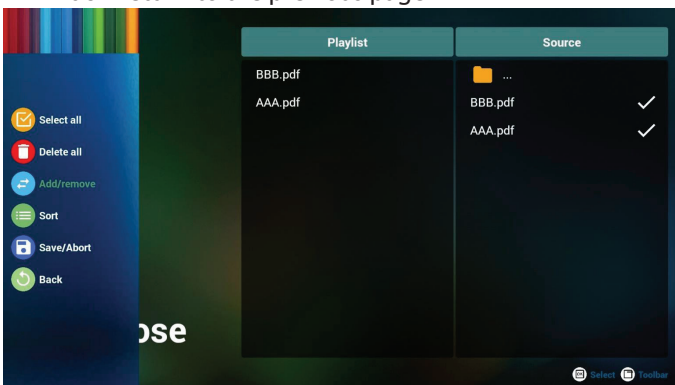 Playlist
Source
BBB.pdf
AAA.pdf
...
BBB.pdf
AAA.pdf
Select all
Delete all
Add/remove
Sort
Save/Abort
Back
ose
Select
Toolbar